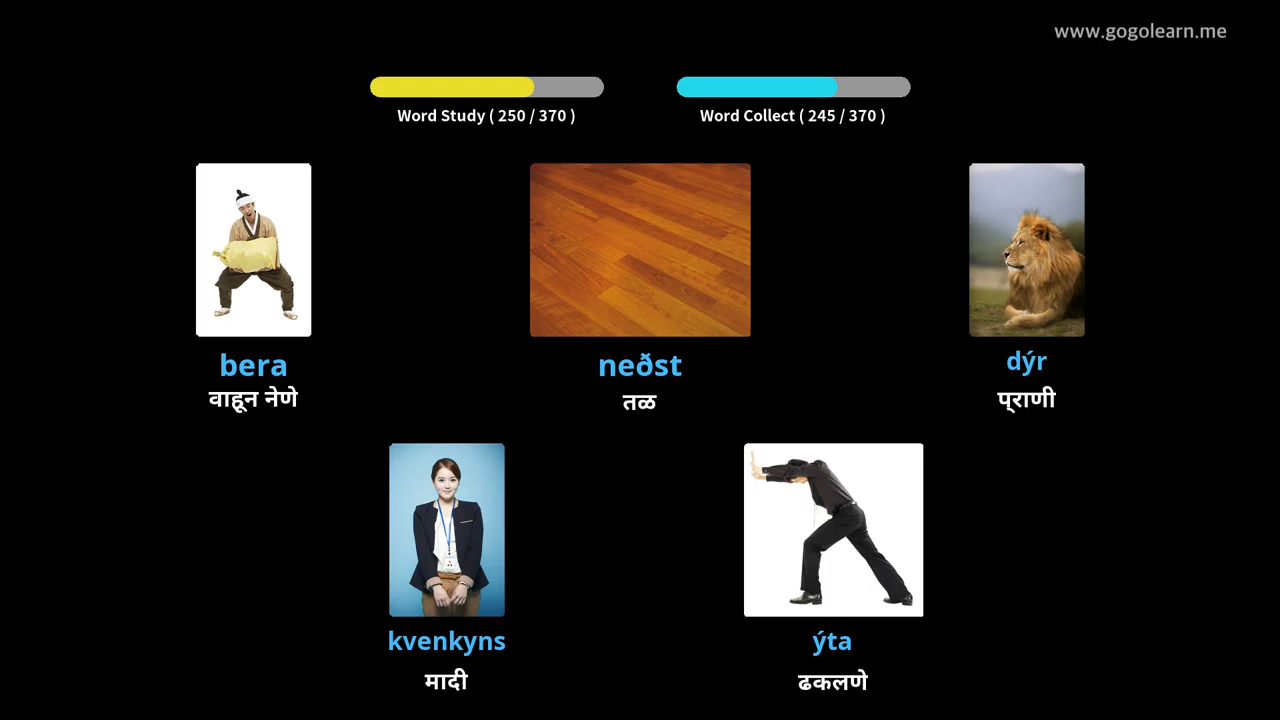 www.gogolearn.me
Word Study ( 250 / 370 )
Word Collect ( 245 / 370 )
bera
वाहून नेणे
neðst
तळ
dýr
प्राणी
kvenkyns
मादी
ýta
ढकलणे